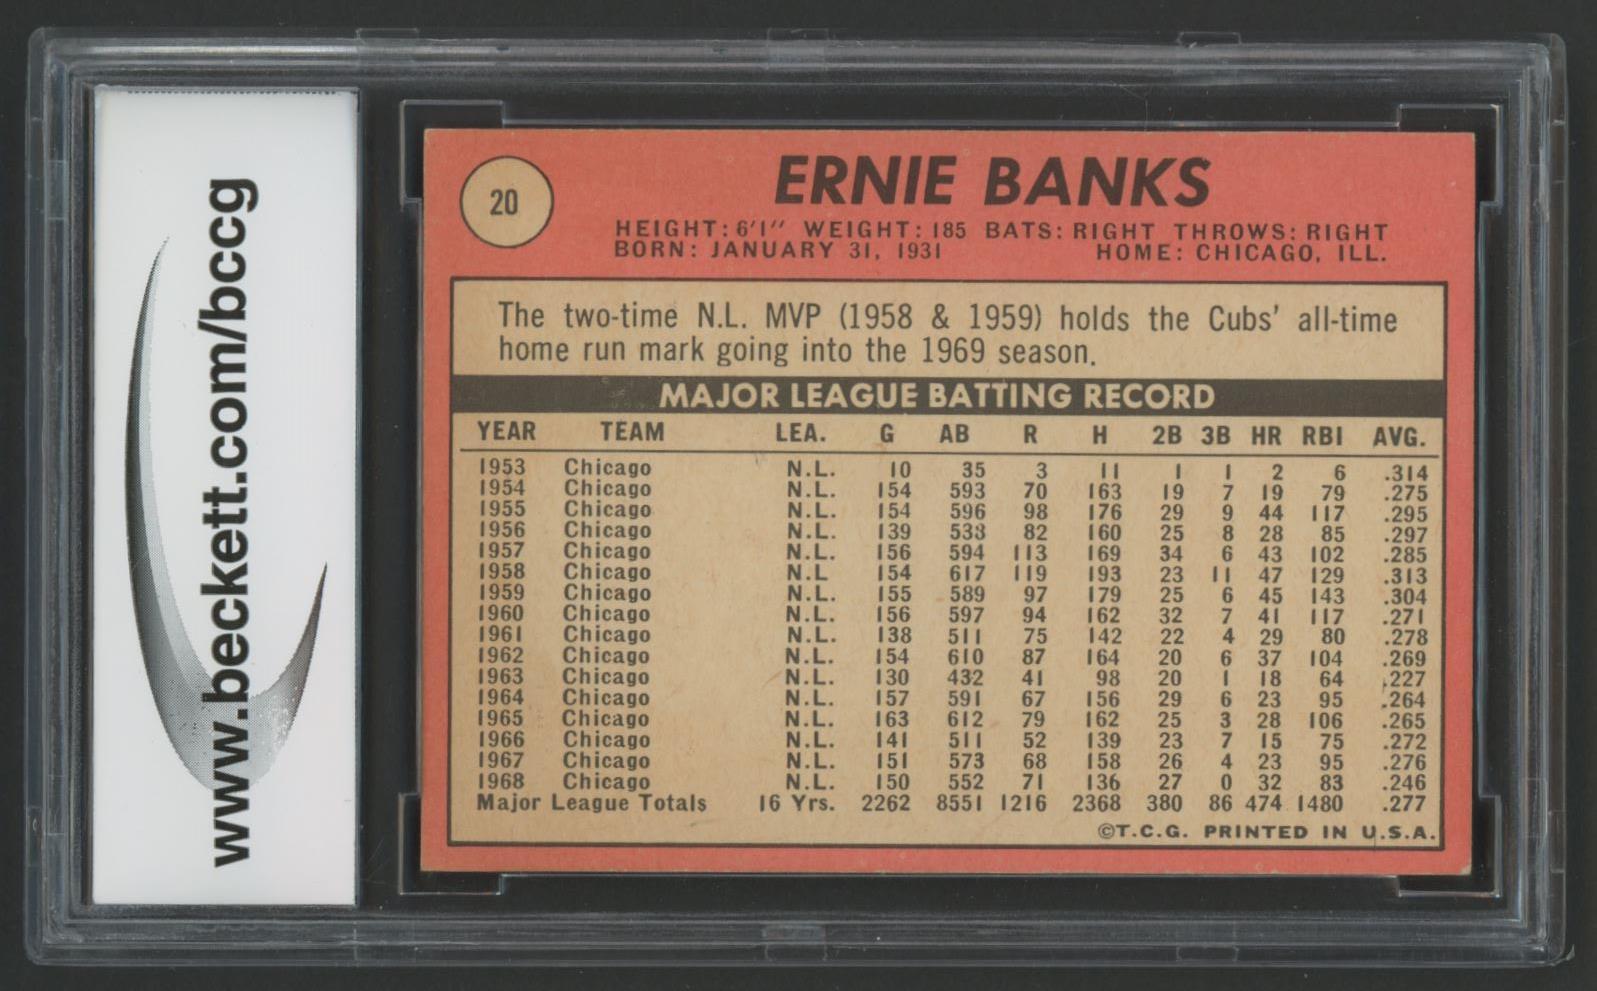 www.beckett.com/bccg
20
ERNIE BANKS
HEIGHT: 6'1" WEIGHT: 185 BATS: RIGHT THROWS: RIGHT
BORN: JANUARY 31, 1931 HOME: CHICAGO, ILL.
The two-time N.L. MVP (1958 & 1959) holds the Cubs' all-time
home run mark going into the 1969 season.
MAJOR LEAGUE BATTING RECORD
YEAR TEAM LEA. G AB R H 2B 3B HR RBI AVG.
1953 Chicago N.L. 10 35 3 11 1 1 2 6 .314
1954 Chicago N.L. 154 593 70 163 19 7 19 79 .275
1955 Chicago N.L. 154 596 98 176 29 9 44 117 .295
1956 Chicago N.L. 139 538 82 160 25 8 28 85 .297
1957 Chicago N.L. 156 594 113 169 34 6 43 102 .285
1958 Chicago N.L 154 617 119 193 23 11 47 129 .313
1959 Chicago N.L. 155 589 97 179 25 6 45 143 .304
1960 Chicago N.L. 156 597 94 162 32 7 41 117 .271
1961 Chicago N.L. 138 511 75 142 22 4 29 80 .278
1962 Chicago N.L. 154 610 87 164 20 6 37 104 .269
1963 Chicago N.L. 130 432 41 98 20 1 18 64 .227
1964 Chicago N.L. 157 591 67 156 29 6 23 95 .264
1965 Chicago N.L. 163 612 79 162 25 3 28 106 .265
1966 Chicago N.L. 141 511 52 139 23 7 15 75 .272
1967 Chicago N.L. 151 573 68 158 26 4 23 95 .276
1968 Chicago N.L. 150 552 71 136 27 0 32 83 .246
Major League Totals 16 Yrs. 2262 8551 1216 2368 380 86 474 1480 .277
©T.C.G. PRINTED IN U.S.A.